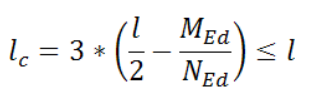 l_c = 3 * (l/2 − M_Ed/N_Ed) ≤ l